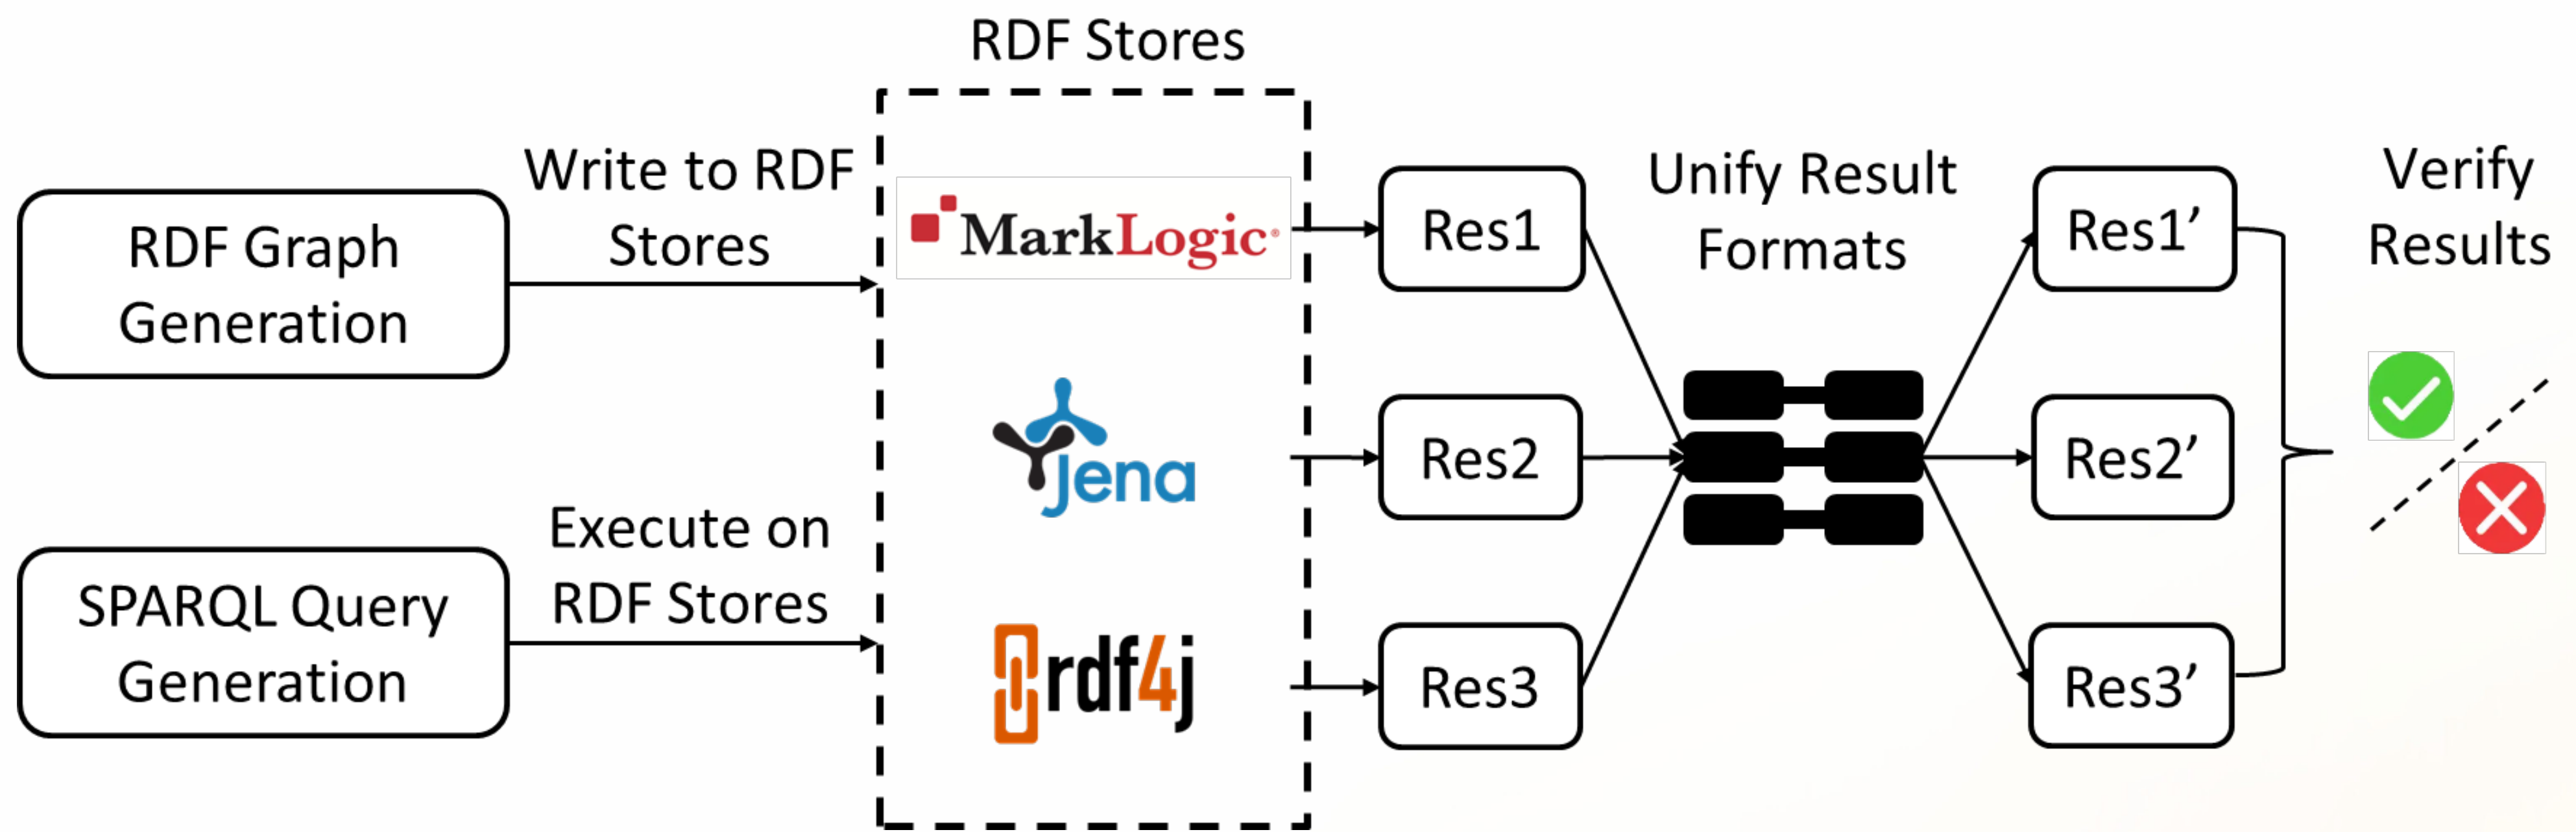 RDF Stores
Write to RDF
Stores
RDF Graph
Generation
Execute on
RDF Stores
SPARQL Query
Generation
MarkLogic®
Jena
rdf4j
Res1
Res2
Res3
Unify Result
Formats
Res1’
Res2’
Res3’
Verify
Results